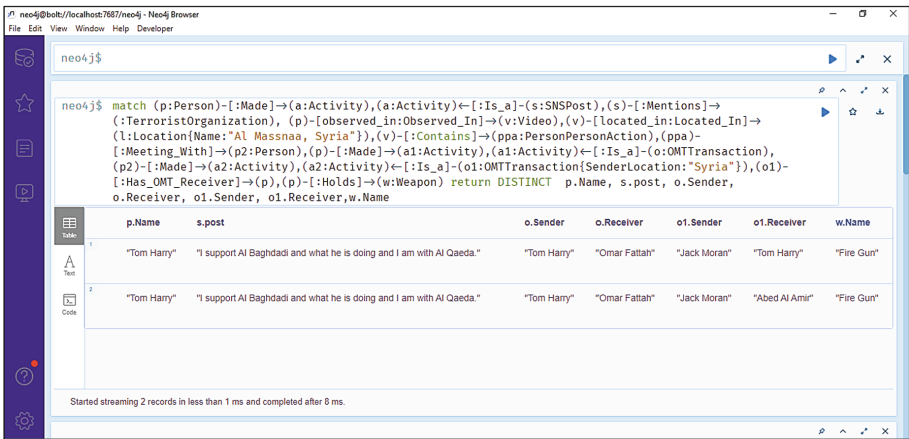 neo4j@bolt://localhost:7687/neo4j - Neo4j Browser
File Edit View Window Help Developer
neo4j$
neo4j$ match (p:Person)-[:Made]→(a:Activity),(a:Activity)←[:Is_a]-(s:SNSPost),(s)-[:Mentions]→
(:TerroristOrganization), (p)-[observed_in:Observed_In]→(v:Video),(v)-[located_in:Located_In]→
(l:Location{Name:"Al Massnaa, Syria"}),(v)-[:Contains]→(ppa:PersonPersonAction),(ppa)-
[:Meeting_With]→(p2:Person),(p)-[:Made]→(a1:Activity),(a1:Activity)←[:Is_a]-(o:OMTTransaction),
(p2)-[:Made]→(a2:Activity),(a2:Activity)←[:Is_a]-(o1:OMTTransaction{SenderLocation:"Syria"}),(o1)-
[:Has_OMT_Receiver]→(p),(p)-[:Holds]→(w:Weapon) return DISTINCT p.Name, s.post, o.Sender,
o.Receiver, o1.Sender, o1.Receiver,w.Name
Table
Text
Code
p.Name s.post o.Sender o.Receiver o1.Sender o1.Receiver w.Name
1 "Tom Harry" "I support Al Baghdadi and what he is doing and I am with Al Qaeda." "Tom Harry" "Omar Fattah" "Jack Moran" "Tom Harry" "Fire Gun"
2 "Tom Harry" "I support Al Baghdadi and what he is doing and I am with Al Qaeda." "Tom Harry" "Omar Fattah" "Jack Moran" "Abed Al Amir" "Fire Gun"
Started streaming 2 records in less than 1 ms and completed after 8 ms.